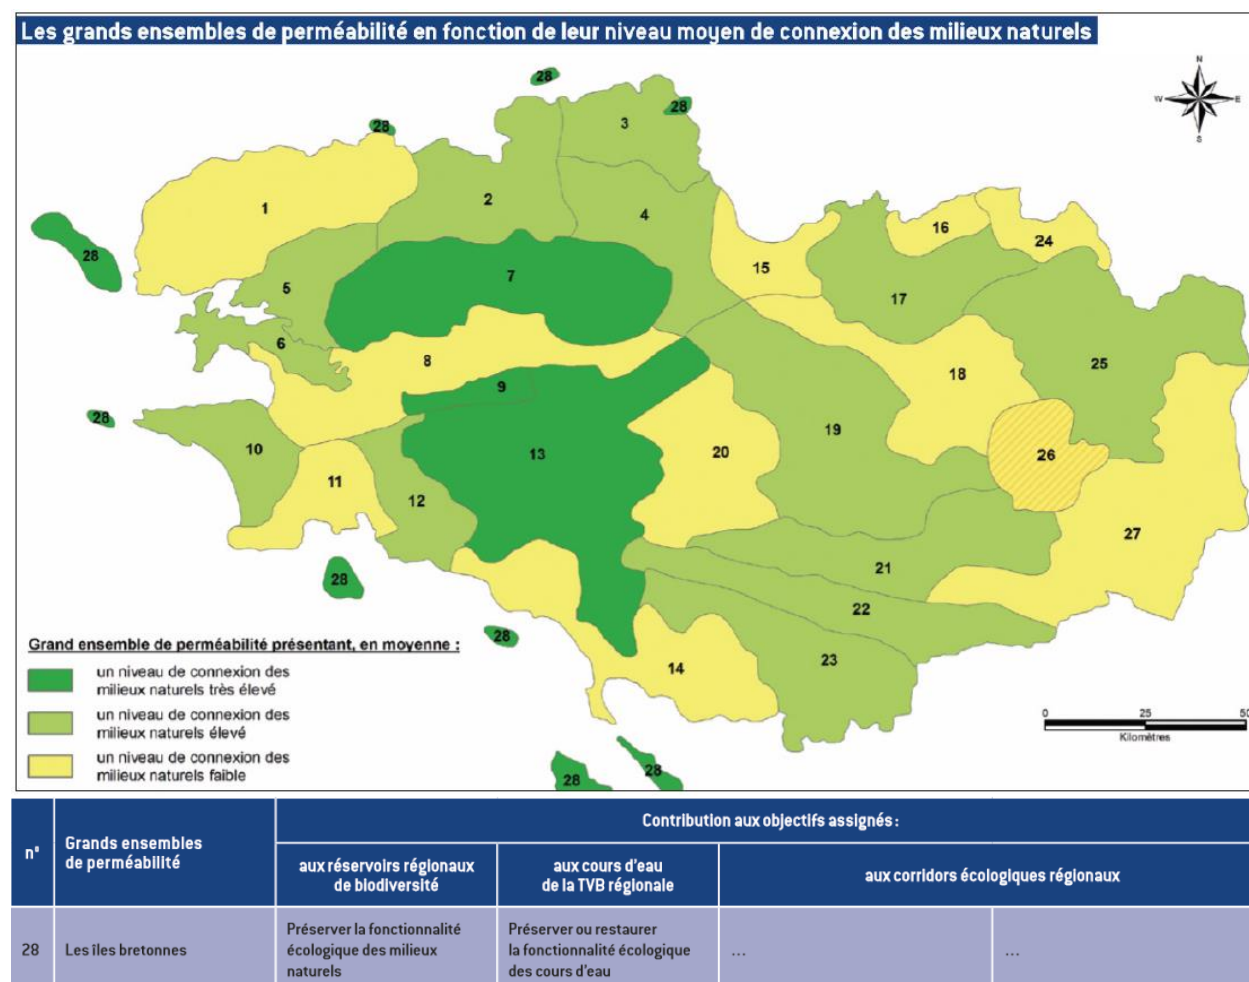 Les grands ensembles de perméabilité en fonction de leur niveau moyen de connexion des milieux naturels
N
W
E
S
28
28
3
28
1
2
4
28
16
24
15
7
17
5
6
8
25
18
9
28
10
19
13
20
26
11
12
27
21
28
22
28
23
14
28
28
Grand ensemble de perméabilité présentant, en moyenne :
un niveau de connexion des
milieux naturels très élevé
un niveau de connexion des
milieux naturels élevé
un niveau de connexion des
milieux naturels faible
0
25
50
Kilomètres
n°
Grands ensembles
de perméabilité
Contribution aux objectifs assignés :
aux réservoirs régionaux
de biodiversité
aux cours d'eau
de la TVB régionale
aux corridors écologiques régionaux
28
Les îles bretonnes
Préserver la fonctionnalité
écologique des milieux
naturels
Préserver ou restaurer
la fonctionnalité écologique
des cours d'eau
...
...